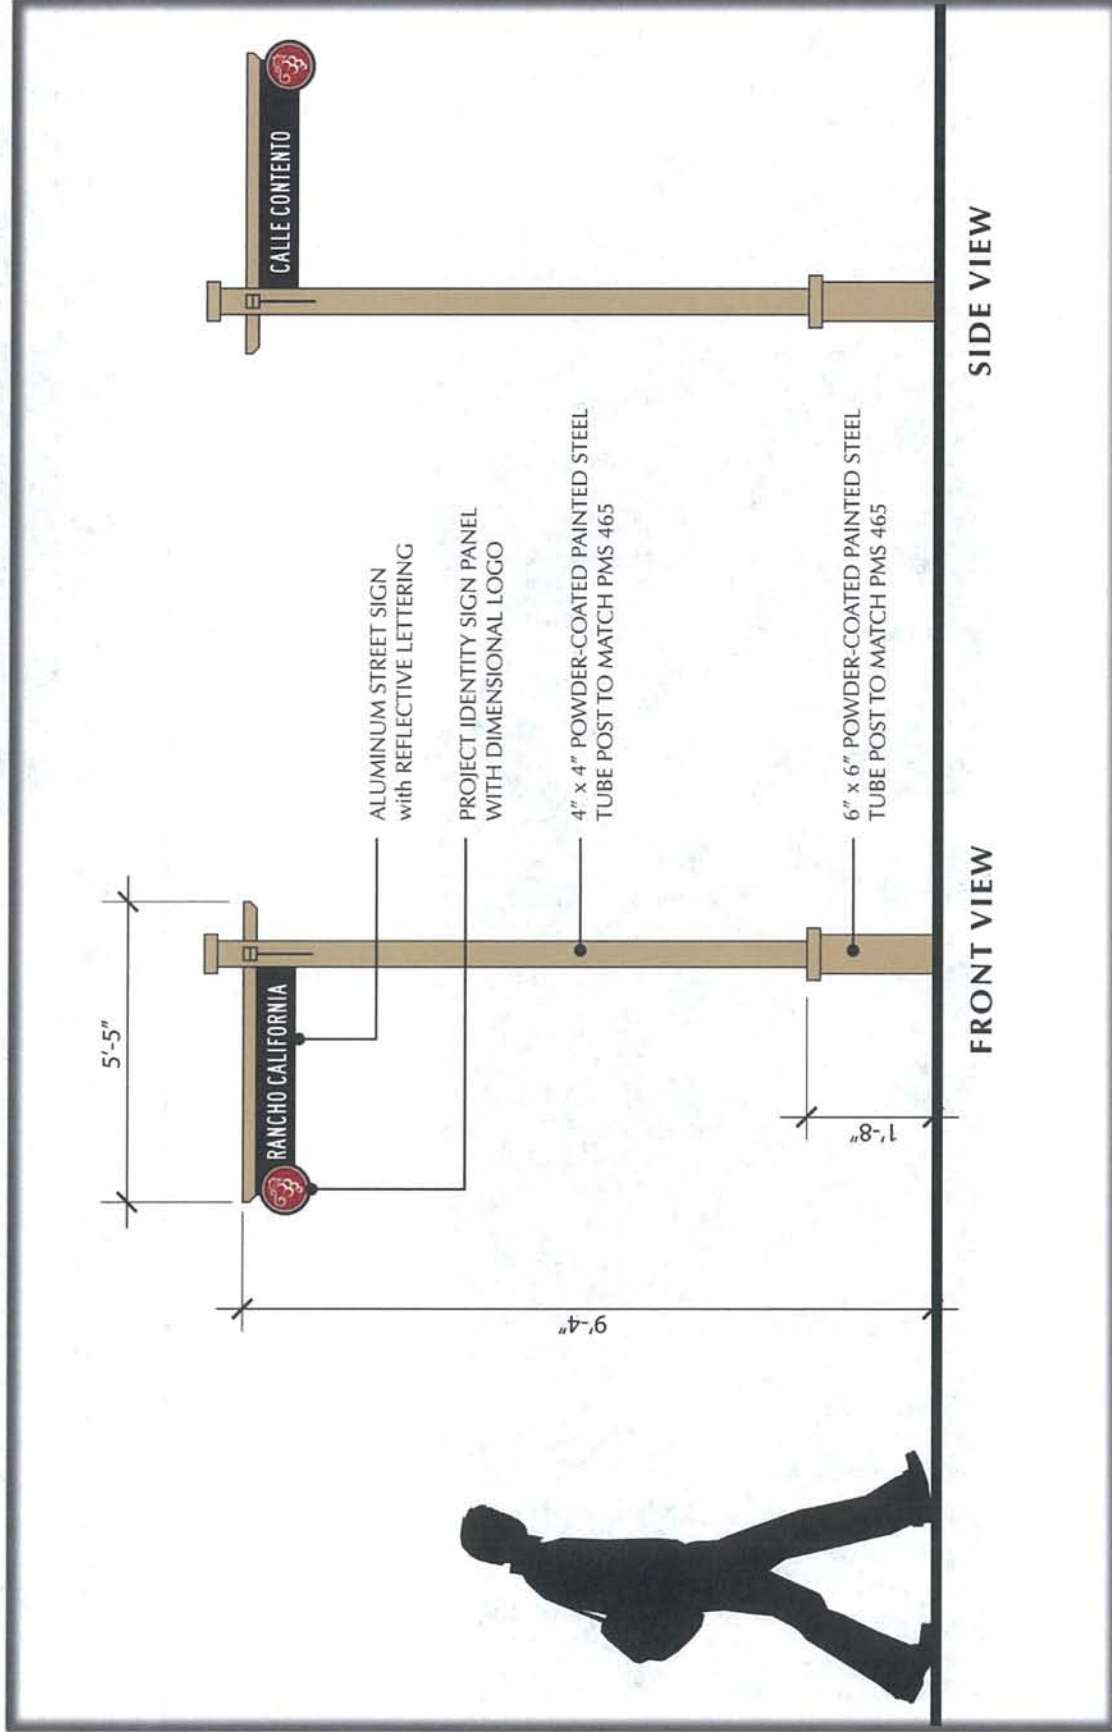 5'-5"
RANCHO CALIFORNIA
CALLE CONTENTO
ALUMINUM STREET SIGN
with REFLECTIVE LETTERING
PROJECT IDENTITY SIGN PANEL
WITH DIMENSIONAL LOGO
9'-4"
4" x 4" POWDER-COATED PAINTED STEEL
TUBE POST TO MATCH PMS 465
1'-8"
6" x 6" POWDER-COATED PAINTED STEEL
TUBE POST TO MATCH PMS 465
FRONT VIEW
SIDE VIEW